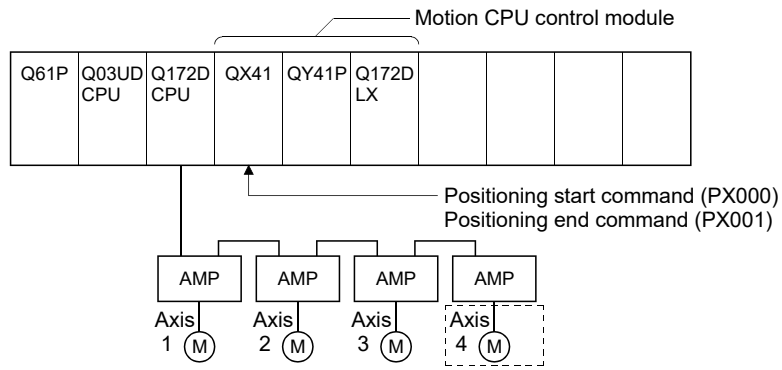 Motion CPU control module
Q61P
Q03UD
CPU
Q172D
CPU
QX41
QY41P
Q172D
LX
Positioning start command (PX000)
Positioning end command (PX001)
AMP
AMP
AMP
AMP
Axis
1
M
Axis
2
M
Axis
3
M
Axis
4
M